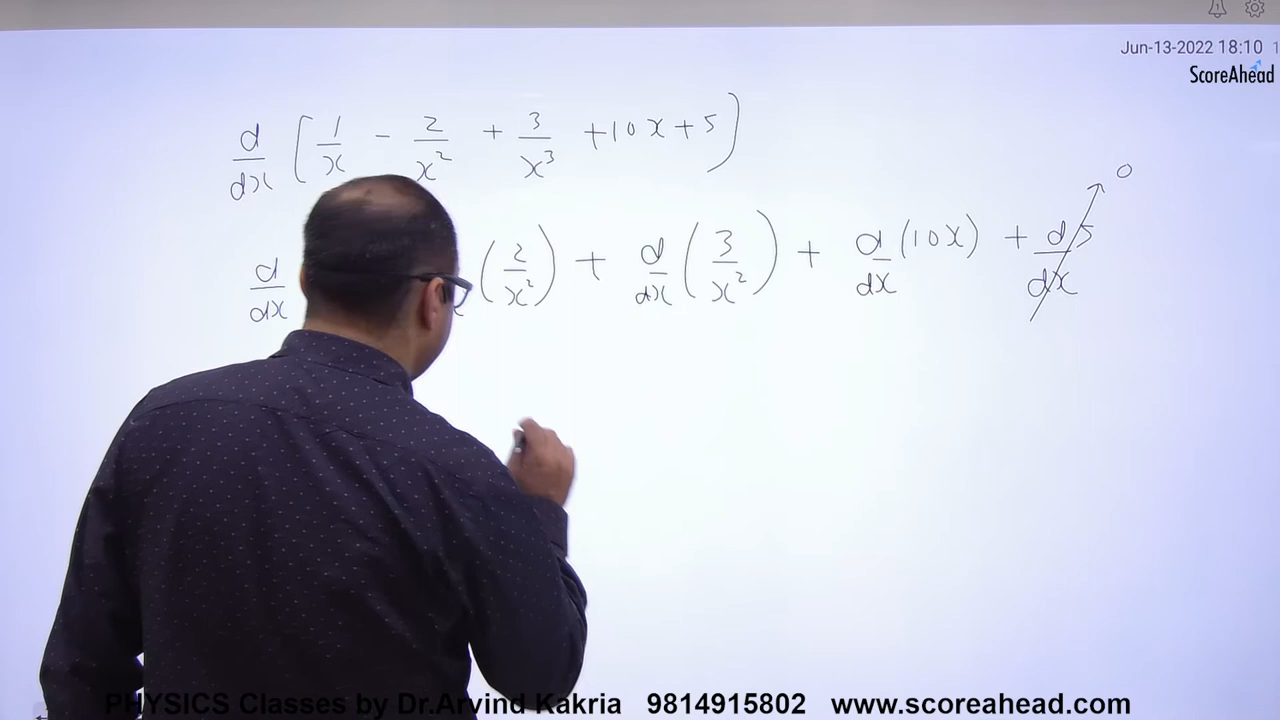 Jun-13-2022 18:10 1
ScoreAhead
d/dx [1/x - 2/x² + 3/x³ + 10x + 5)
d/dx (2/x²) + d/dx (3/x²) + d/dx (10x) + d5/dx 0
PHYSICS Classes by Dr.Arvind Kakria 9814915802 www.scoreahead.com